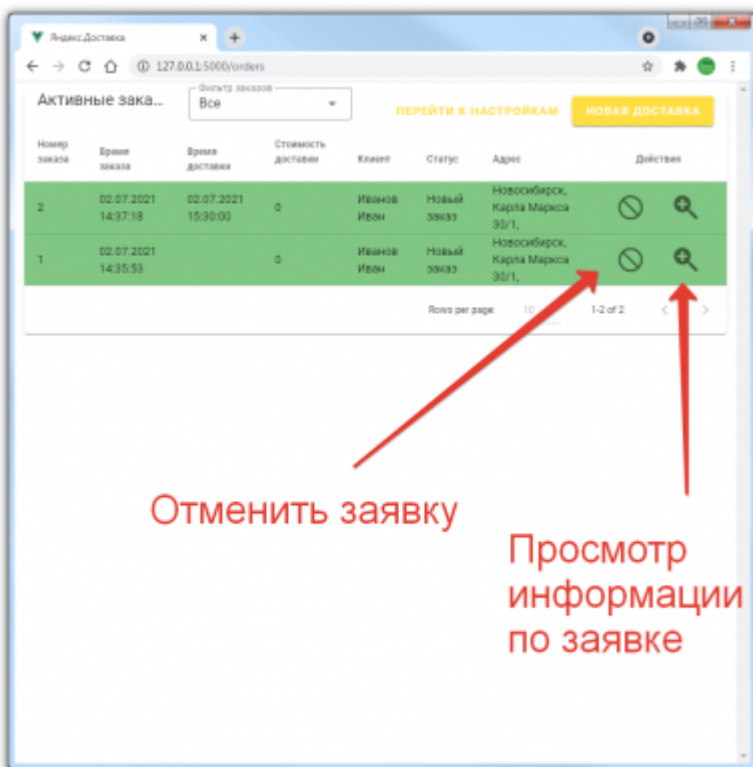 Яндекс.Доставка
127.0.0.1:5000/orders
Активные зака...
Фильтр заказов
Все
ПЕРЕЙТИ К НАСТРОЙКАМ
НОВАЯ ДОСТАВКА
Номер заказа
Время заказа
Время доставки
Стоимость доставки
Клиент
Статус
Адрес
Действия
2
02.07.2021
14:37:18
02.07.2021
15:30:00
0
Иванов
Иван
Новый
заказ
Новосибирск,
Карла Маркса
30/1,
1
02.07.2021
14:35:53
0
Иванов
Иван
Новый
заказ
Новосибирск,
Карла Маркса
30/1,
Rows per page:
10
1-2 of 2
Отменить заявку
Просмотр
информации
по заявке